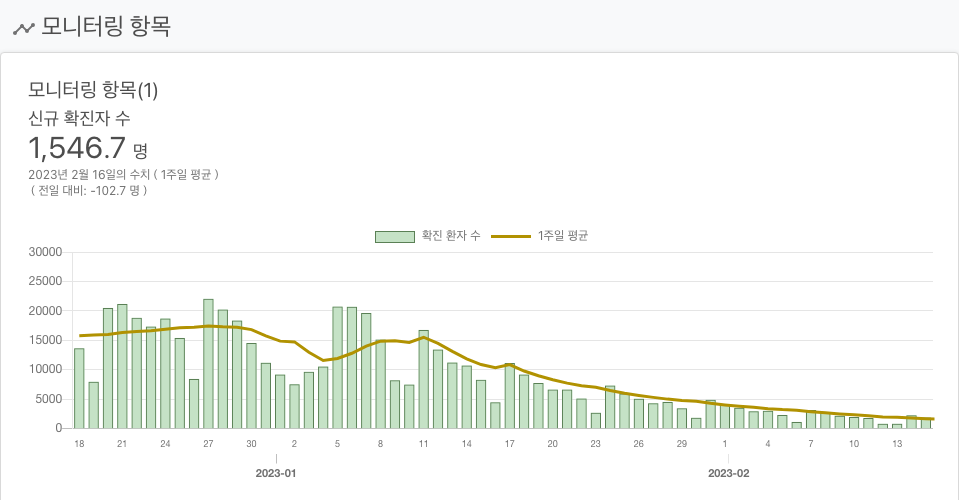 모니터링 항목
모니터링 항목(1)
신규 확진자 수
1,546.7 명
2023년 2월 16일의 수치 ( 1주일 평균 )
( 전일 대비: -102.7 명 )
확진 환자 수 1주일 평균
30000
25000
20000
15000
10000
5000
0
18 21 24 27 30 2 5 8 11 14 17 20 23 26 29 1 4 7 10 13
2023-01 2023-02